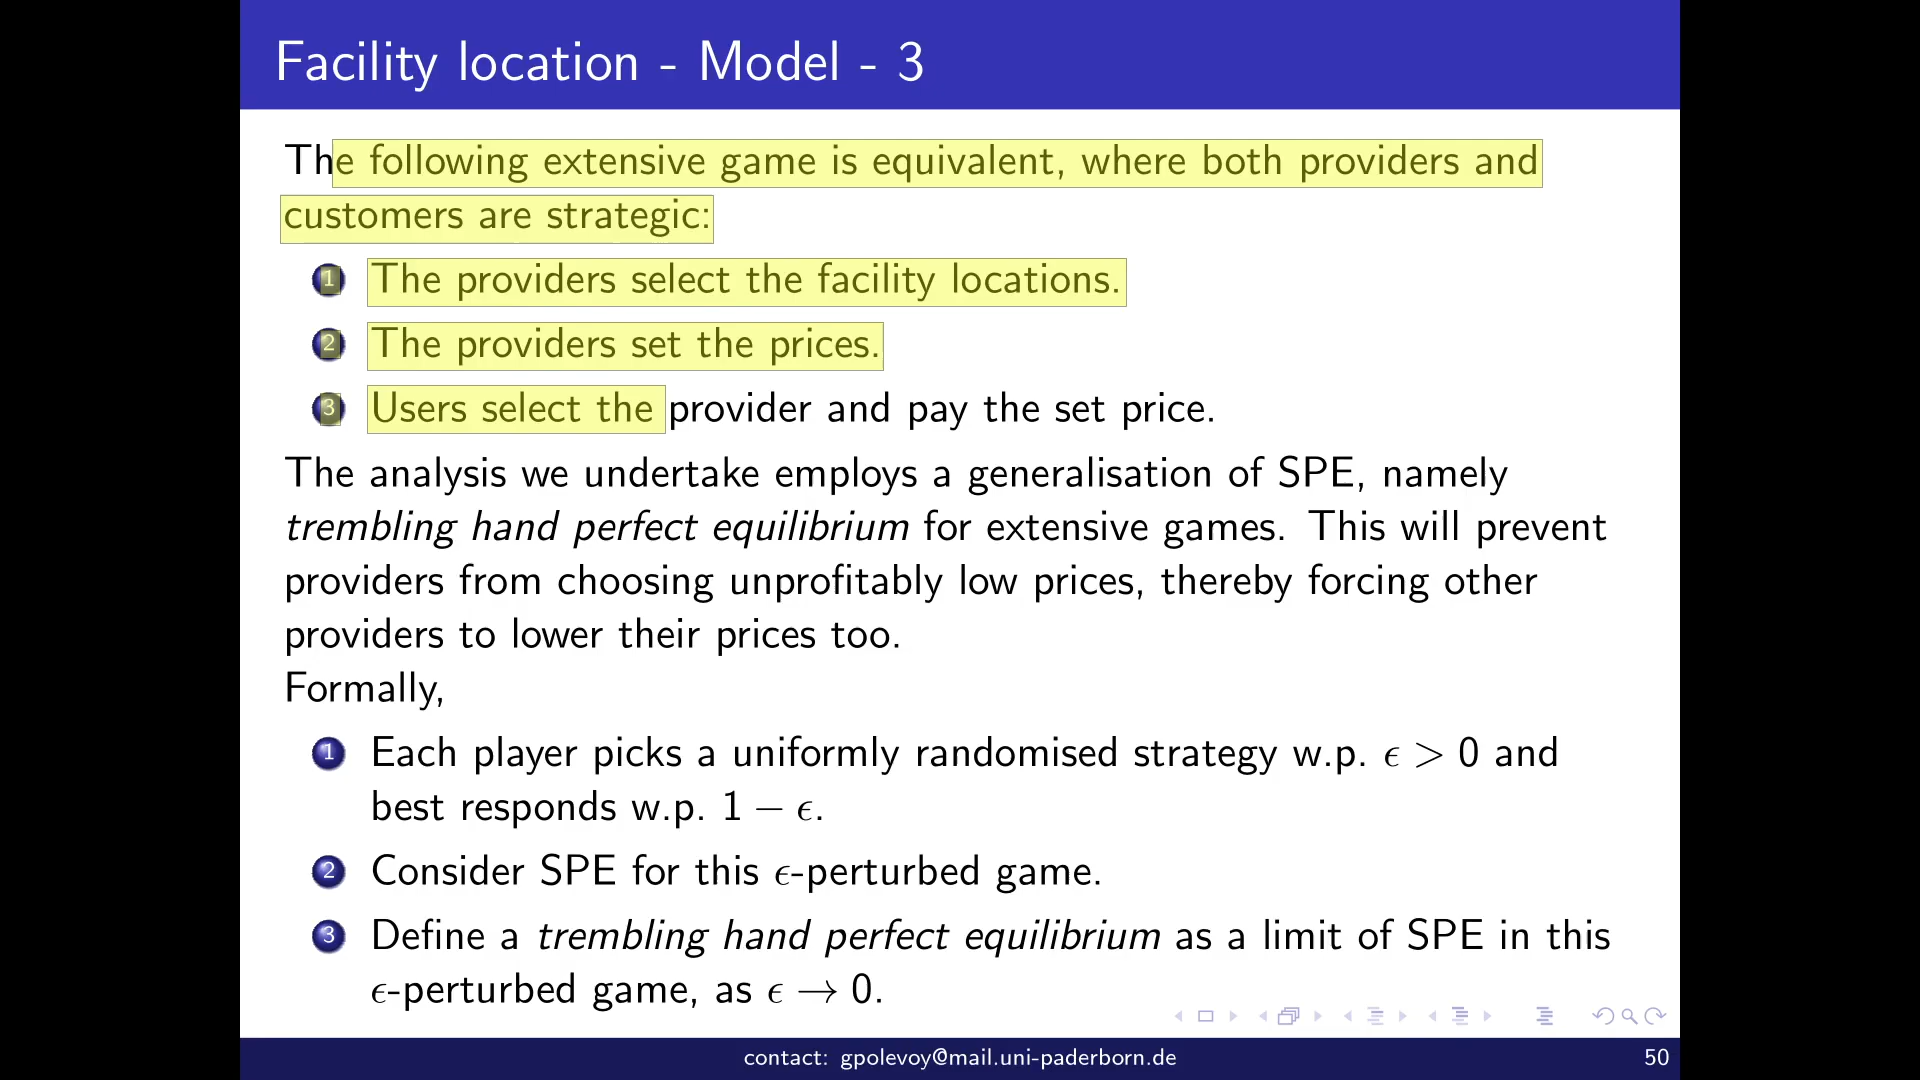 Facility location - Model - 3
The following extensive game is equivalent, where both providers and
customers are strategic:
1 The providers select the facility locations.
2 The providers set the prices.
3 Users select the provider and pay the set price.
The analysis we undertake employs a generalisation of SPE, namely
trembling hand perfect equilibrium for extensive games. This will prevent
providers from choosing unprofitably low prices, thereby forcing other
providers to lower their prices too.
Formally,
1 Each player picks a uniformly randomised strategy w.p. ϵ > 0 and
best responds w.p. 1 − ϵ.
2 Consider SPE for this ϵ-perturbed game.
3 Define a trembling hand perfect equilibrium as a limit of SPE in this
ϵ-perturbed game, as ϵ → 0.
contact: gpolevoy@mail.uni-paderborn.de
50